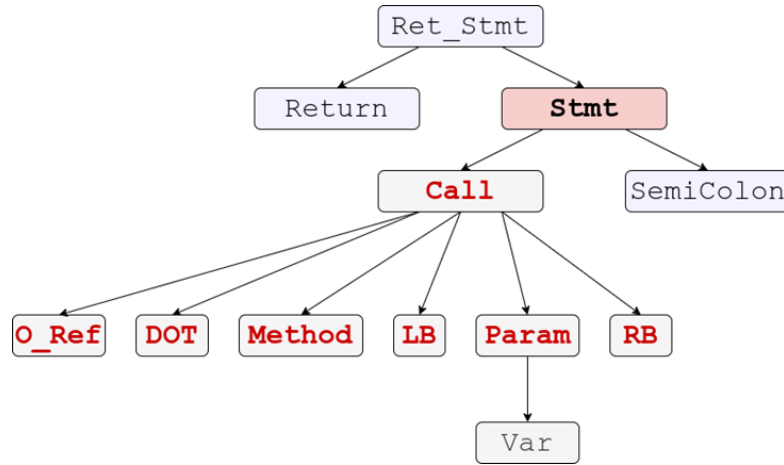 Ret_Stmt
Return
Stmt
Call
SemiColon
O_Ref
DOT
Method
LB
Param
RB
Var